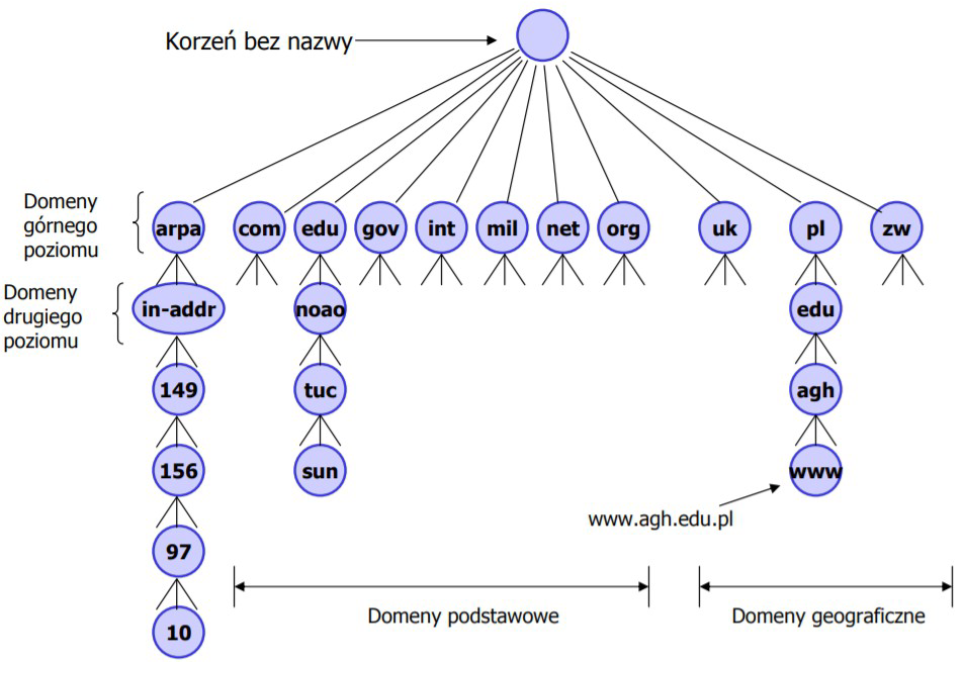 Korzeń bez nazwy
Domeny
górnego
poziomu
arpa com edu gov int mil net org uk pl zw
Domeny
drugiego
poziomu
in-addr noao edu
149 tuc agh
156 sun www
www.agh.edu.pl
97
Domeny podstawowe Domeny geograficzne
10